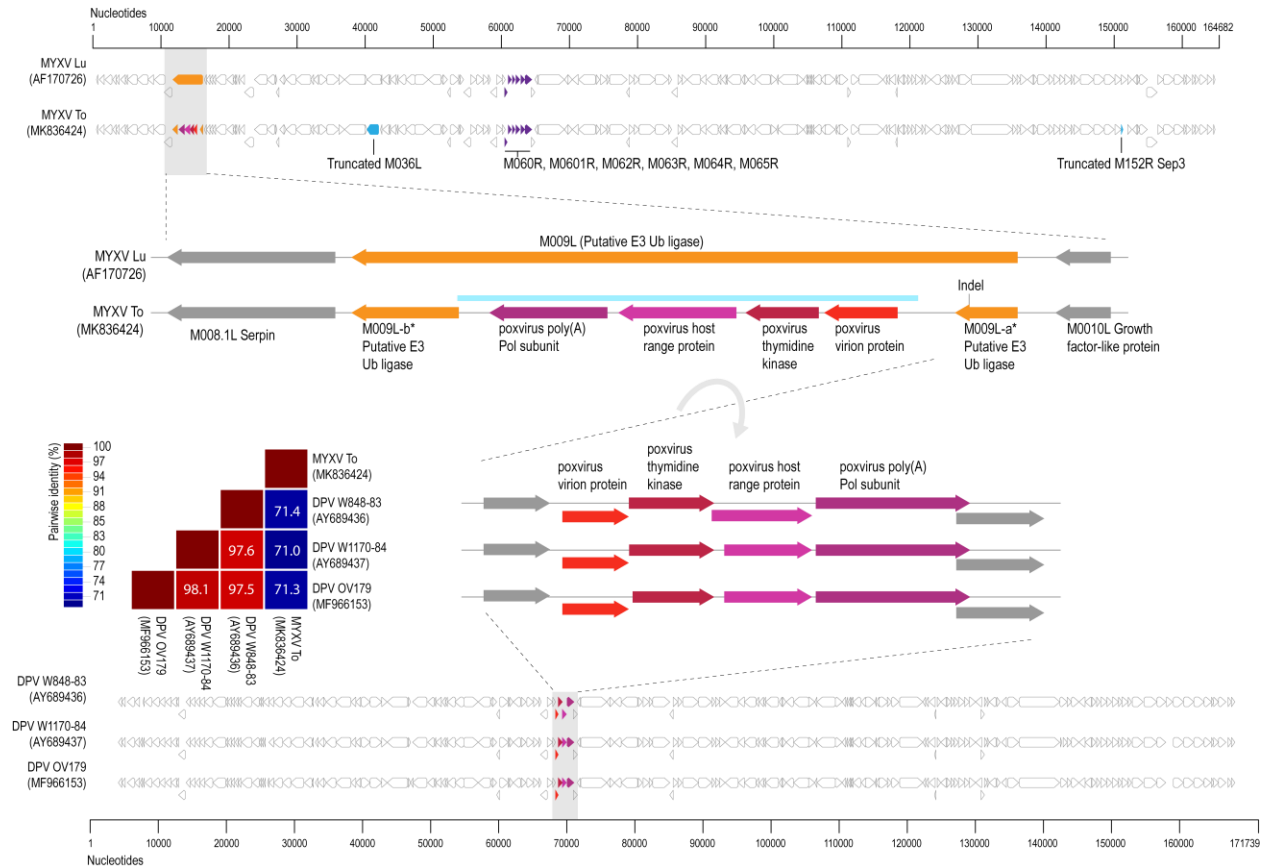 Nucleotides
1 10000 20000 30000 40000 50000 60000 70000 80000 90000 100000 110000 120000 130000 140000 150000 160000 164682
MYXV Lu
(AF170726)
MYXV To
(MK836424)
Truncated M036L
M060R, M0601R, M062R, M063R, M064R, M065R
Truncated M152R Sep3
M009L (Putative E3 Ub ligase)
MYXV Lu
(AF170726)
Indel
MYXV To
(MK836424)
M008.1L Serpin
M009L-b*
Putative E3
Ub ligase
poxvirus poly(A)
Pol subunit
poxvirus host
range protein
poxvirus
thymidine
kinase
poxvirus
virion protein
M009L-a*
Putative E3
Ub ligase
M0010L Growth
factor-like protein
Pairwise identity (%)
100
97
94
91
88
85
83
80
77
74
71
MYXV To
(MK836424)
71.4
DPV W848-83
(AY689436)
97.6 71.0
DPV W1170-84
(AY689437)
98.1 97.5 71.3
DPV OV179
(MF966153)
DPV OV179
(MF966153)
DPV W1170-84
(AY689437)
DPV W848-83
(AY689436)
MYXV To
(MK836424)
poxvirus
virion protein
poxvirus
thymidine
kinase
poxvirus host
range protein
poxvirus poly(A)
Pol subunit
DPV W848-83
(AY689436)
DPV W1170-84
(AY689437)
DPV OV179
(MF966153)
1 10000 20000 30000 40000 50000 60000 70000 80000 90000 100000 110000 120000 130000 140000 150000 160000 171739
Nucleotides